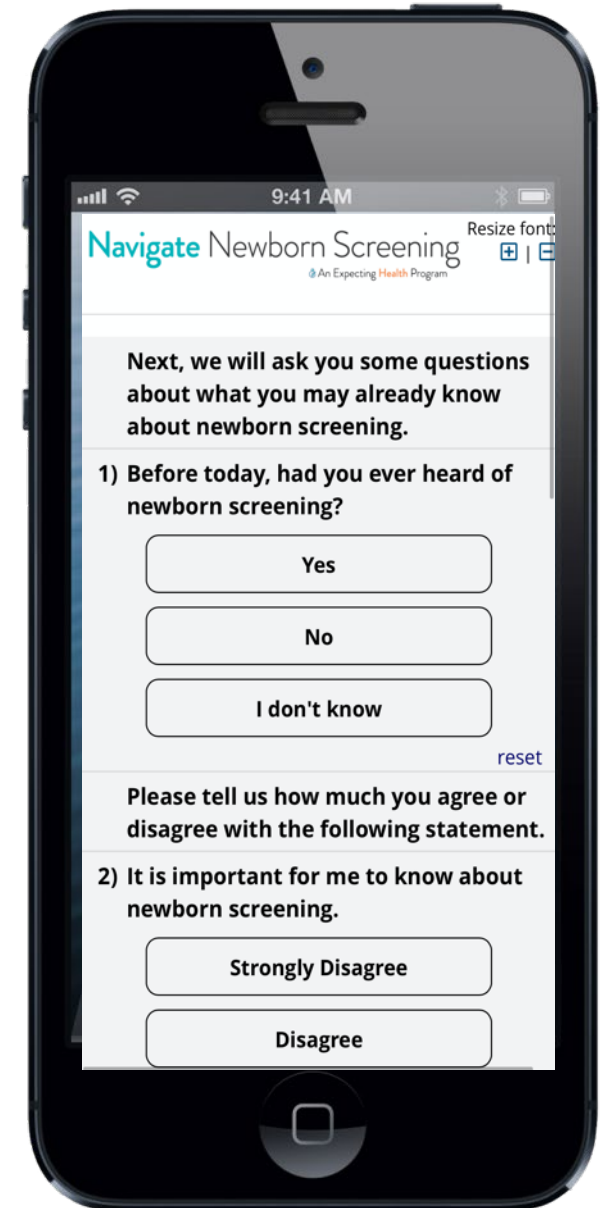 9:41 AM
Resize font:
Navigate Newborn Screening
+ | −
An Expecting Health Program
Next, we will ask you some questions
about what you may already know
about newborn screening.
1) Before today, had you ever heard of
newborn screening?
Yes
No
I don't know
reset
Please tell us how much you agree or
disagree with the following statement.
2) It is important for me to know about
newborn screening.
Strongly Disagree
Disagree